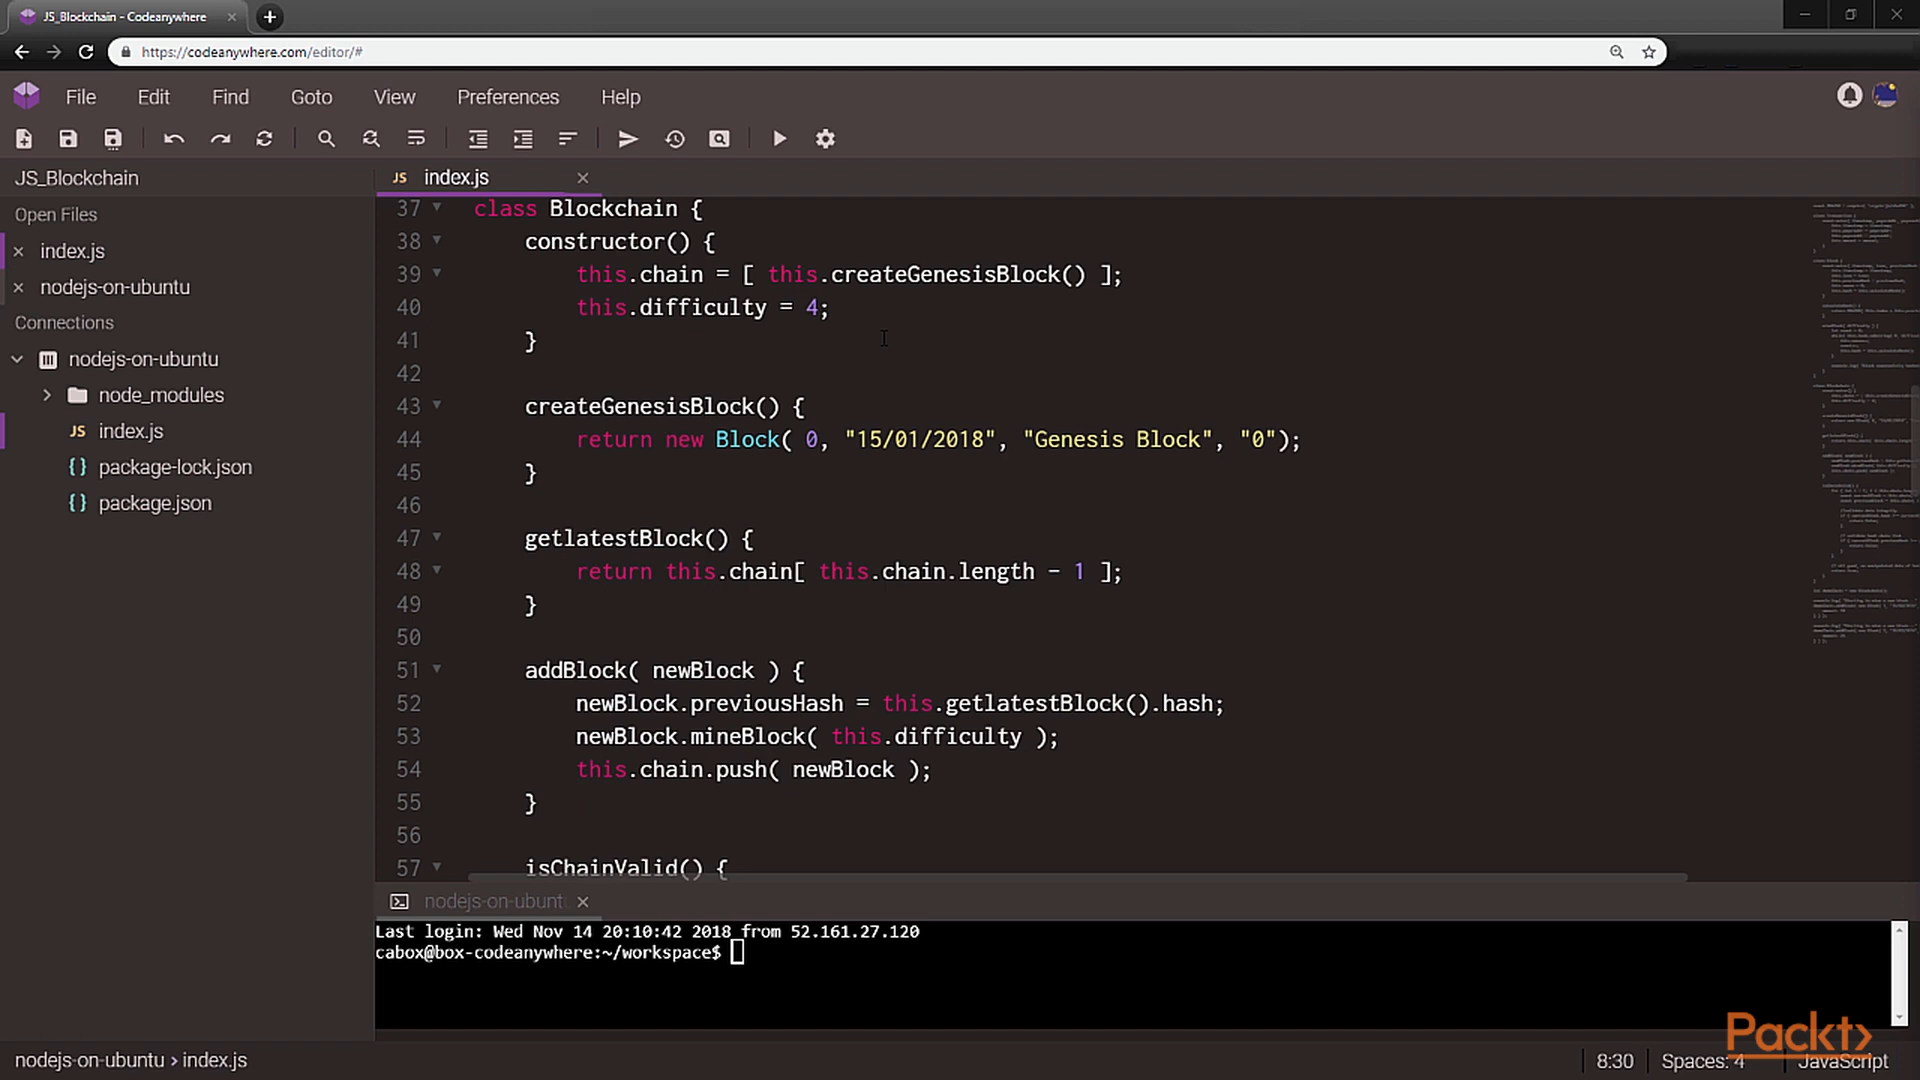 JS_Blockchain - Codeanywhere
https://codeanywhere.com/editor/#
File Edit Find Goto View Preferences Help
JS_Blockchain
Open Files
index.js
nodejs-on-ubuntu
Connections
nodejs-on-ubuntu
node_modules
JS index.js
{} package-lock.json
{} package.json
JS index.js
37 class Blockchain {
38 constructor() {
39 this.chain = [ this.createGenesisBlock() ];
40 this.difficulty = 4;
41 }
42
43 createGenesisBlock() {
44 return new Block( 0, "15/01/2018", "Genesis Block", "0");
45 }
46
47 getlatestBlock() {
48 return this.chain[ this.chain.length - 1 ];
49 }
50
51 addBlock( newBlock ) {
52 newBlock.previousHash = this.getlatestBlock().hash;
53 newBlock.mineBlock( this.difficulty );
54 this.chain.push( newBlock );
55 }
56
57 isChainValid() {
nodejs-on-ubunt
Last login: Wed Nov 14 20:10:42 2018 from 52.161.27.120
cabox@box-codeanywhere:~/workspace$
Packt>
nodejs-on-ubuntu > index.js
8:30 Spaces: 4 JavaScript